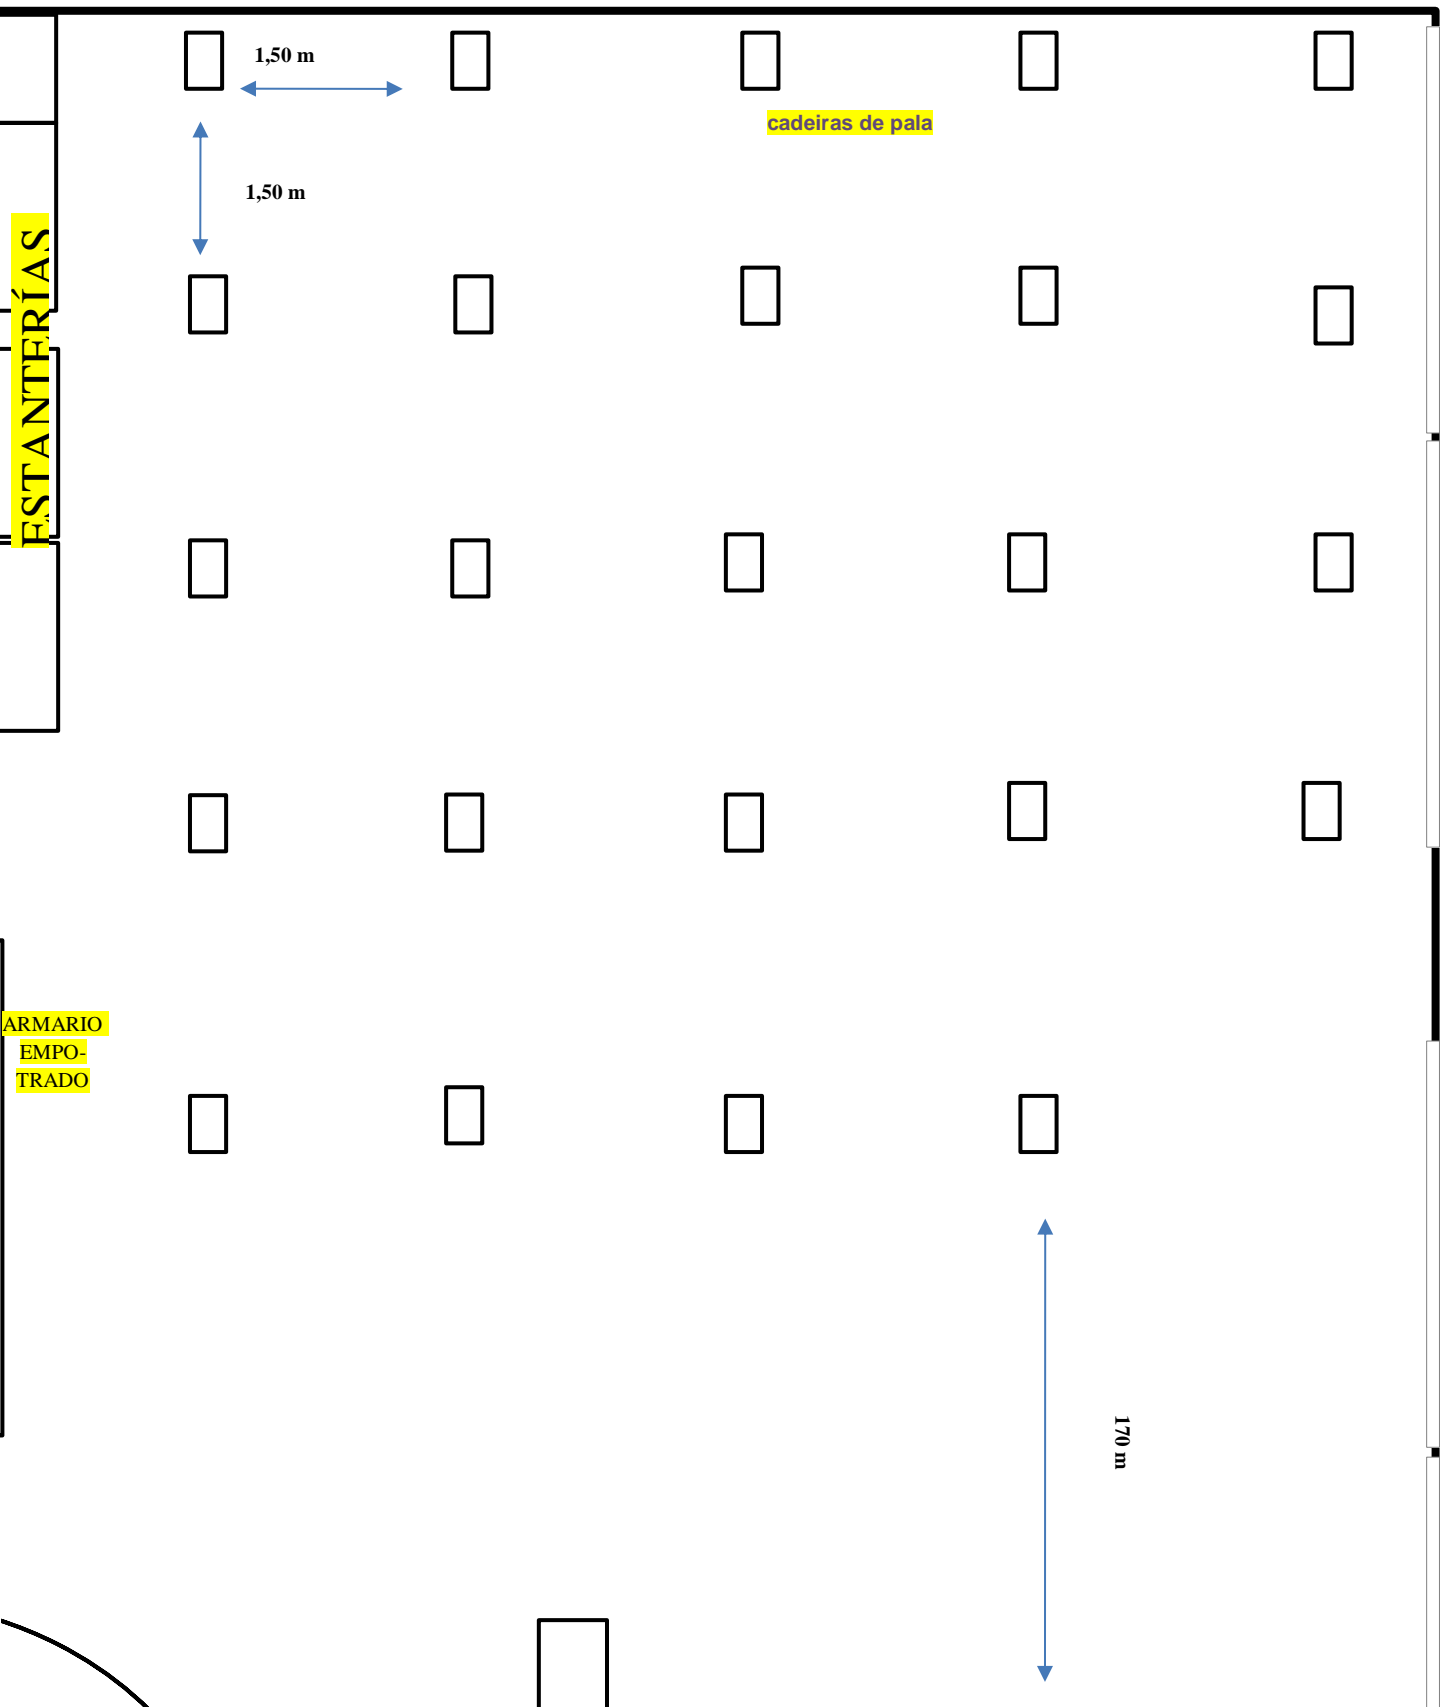 1,50 m
cadeiras de pala
1,50 m
ESTANTERÍAS
ARMARIO
EMPO-
TRADO
170 m